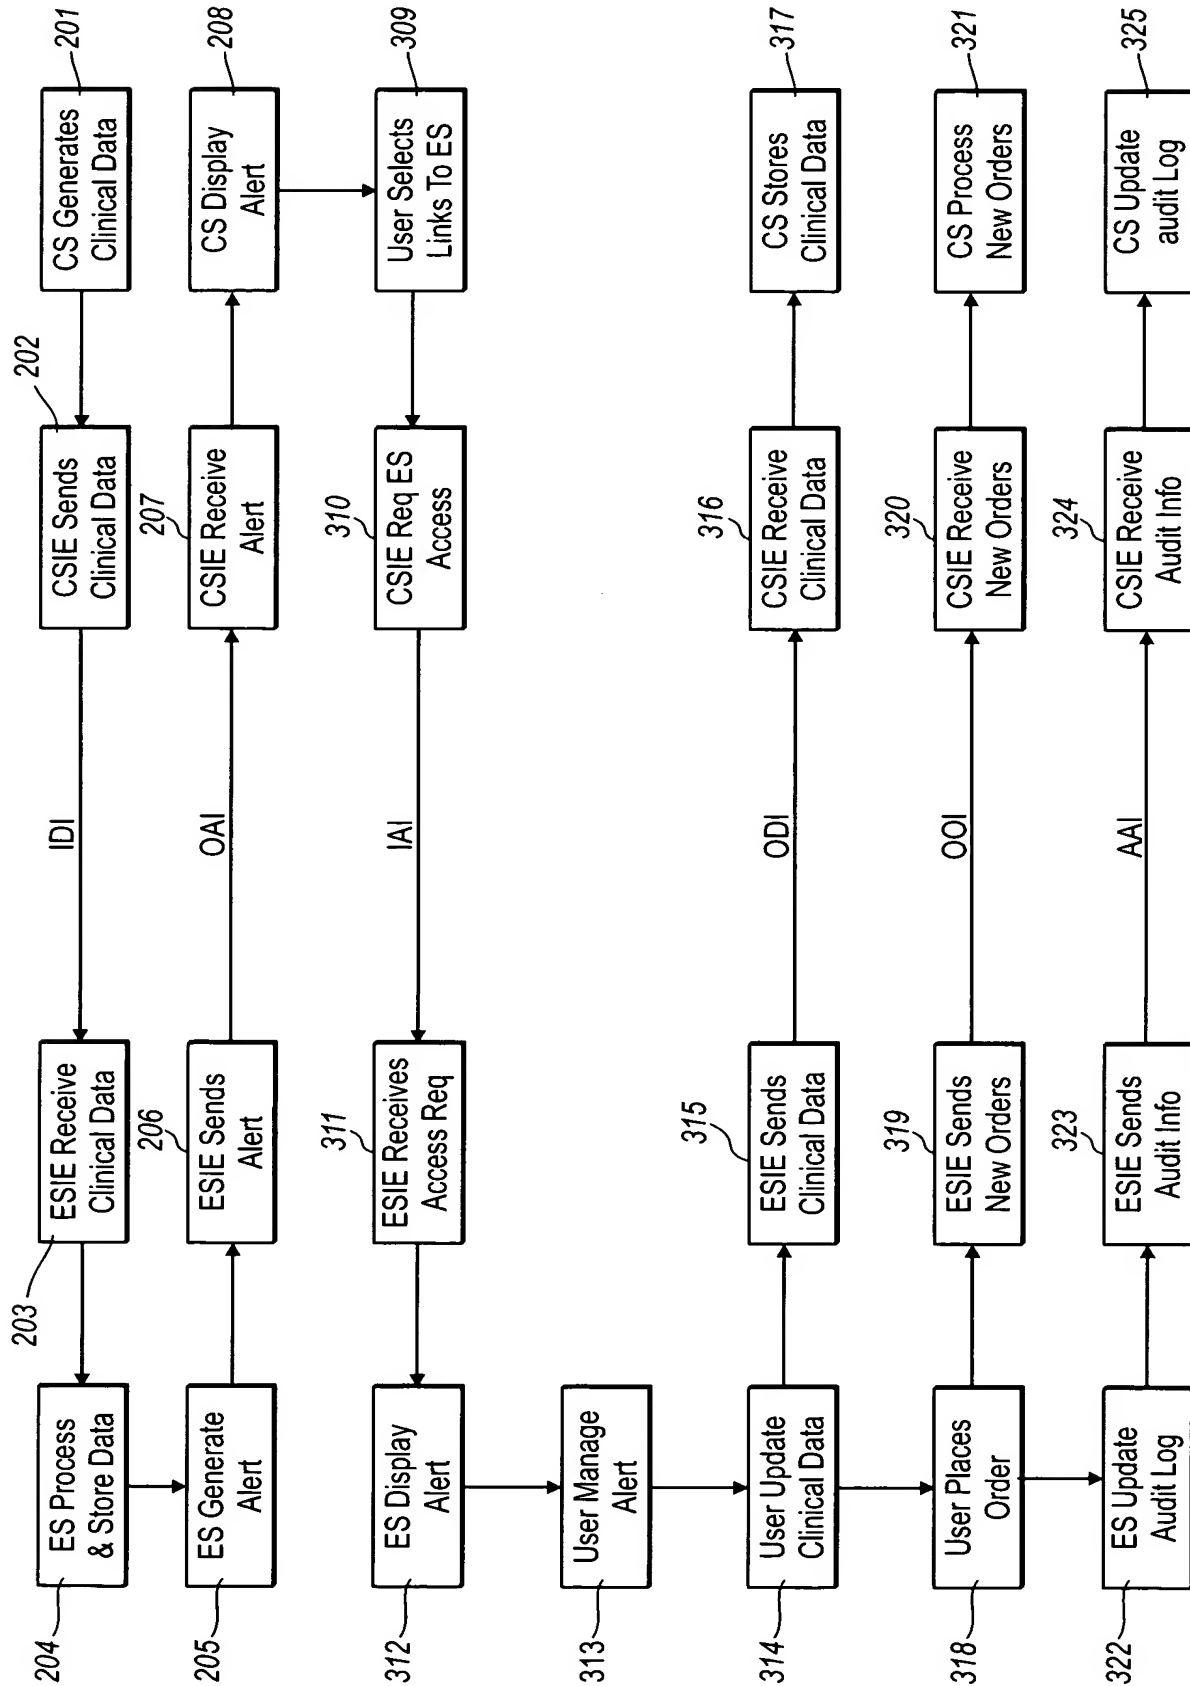 204
ES Process
& Store Data
203
ESIE Receive
Clinical Data
IDI
202
CSIE Sends
Clinical Data
201
CS Generates
Clinical Data
205
ES Generate
Alert
206
ESIE Sends
Alert
OAI
207
CSIE Receive
Alert
208
CS Display
Alert
312
ES Display
Alert
311
ESIE Receives
Access Req
IAI
310
CSIE Req ES
Access
309
User Selects
Links To ES
313
User Manage
Alert
314
User Update
Clinical Data
315
ESIE Sends
Clinical Data
ODI
316
CSIE Receive
Clinical Data
317
CS Stores
Clinical Data
318
User Places
Order
319
ESIE Sends
New Orders
OOI
320
CSIE Receive
New Orders
321
CS Process
New Orders
322
ES Update
Audit Log
323
ESIE Sends
Audit Info
AAI
324
CSIE Receive
Audit Info
325
CS Update
audit Log